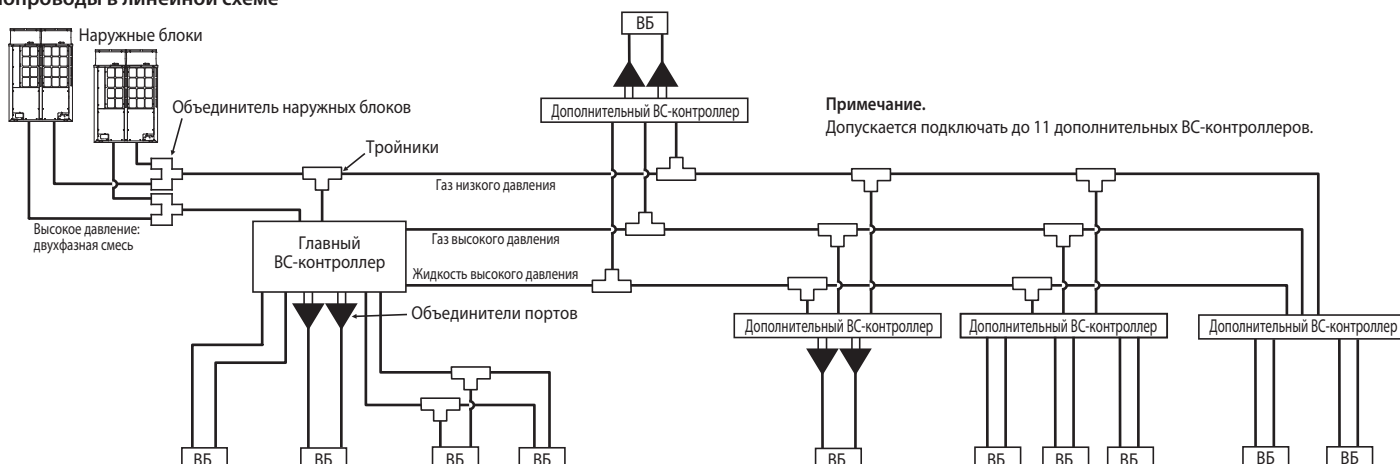 опроводы в линейной схеме
Наружные блоки
Объединитель наружных блоков
Тройники
ВБ
Дополнительный ВС-контроллер
Примечание.
Допускается подключать до 11 дополнительных ВС-контроллеров.
Газ низкого давления
Высокое давление:
двухфазная смесь
Главный
ВС-контроллер
Газ высокого давления
Жидкость высокого давления
Объединители портов
Дополнительный ВС-контроллер
Дополнительный ВС-контроллер
Дополнительный ВС-контроллер
ВБ
ВБ
ВБ
ВБ
ВБ
ВБ
ВБ
ВБ
ВБ
ВБ